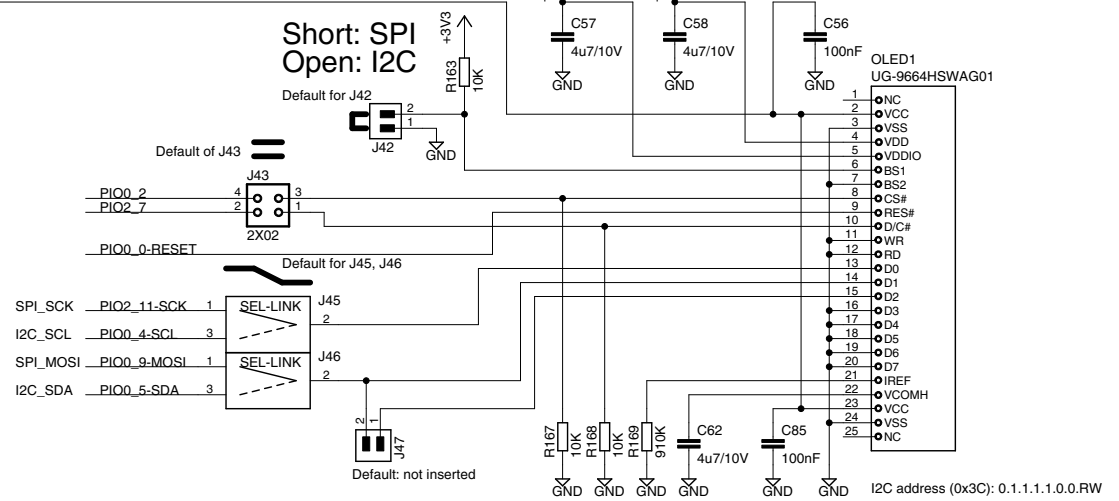 Short: SPI
Open: I2C
+3V3
R163
10K
C57
4u7/10V
GND
C58
4u7/10V
GND
C56
100nF
GND
OLED1
UG-9664HSWAG01
Default for J42
2
1
J42
GND
Default of J43
J43
PIO0_2
4
3
PIO2_7
2
1
2X02
PIO0_0-RESET
Default for J45, J46
SPI_SCK
PIO2_11-SCK
1
SEL-LINK
J45
2
I2C_SCL
PIO0_4-SCL
3
SPI_MOSI
PIO0_9-MOSI
1
SEL-LINK
J46
2
I2C_SDA
PIO0_5-SDA
3
2
1
J47
Default: not inserted
1 NC
2 VCC
3 VSS
4 VDD
5 VDDIO
6 BS1
7 BS2
8 CS#
9 RES#
10 D/C#
11 WR
12 RD
13 D0
14 D1
15 D2
16 D3
17 D4
18 D5
19 D6
20 D7
21 IREF
22 VCOMH
23 VCC
24 VSS
25 NC
R167
10K
GND
R168
10K
GND
R169
910K
GND
C62
4u7/10V
GND
C85
100nF
GND
GND
I2C address (0x3C): 0.1.1.1.1.0.0.RW